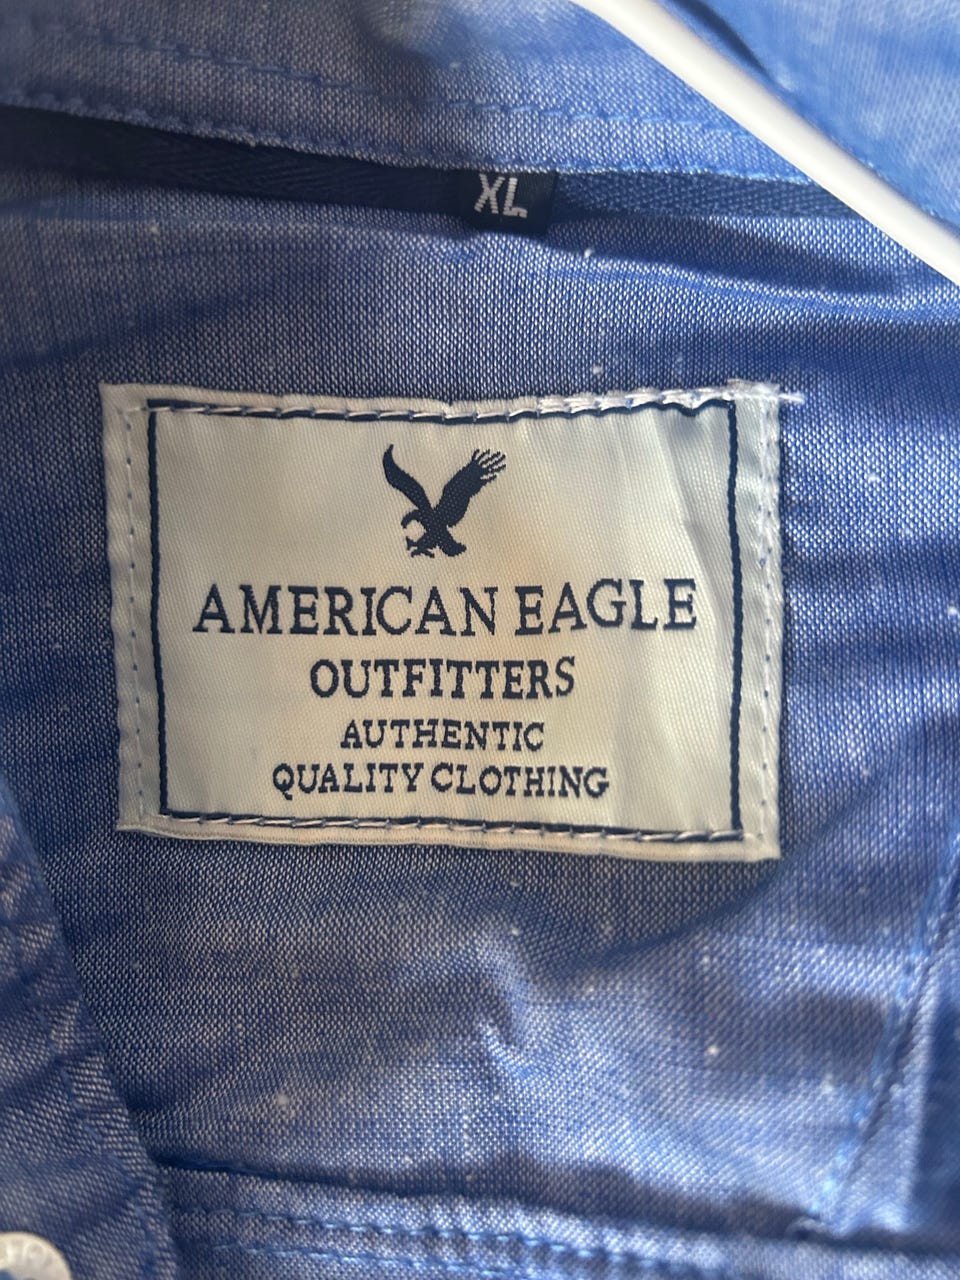 XL
AMERICAN EAGLE
OUTFITTERS
AUTHENTIC
QUALITY CLOTHING